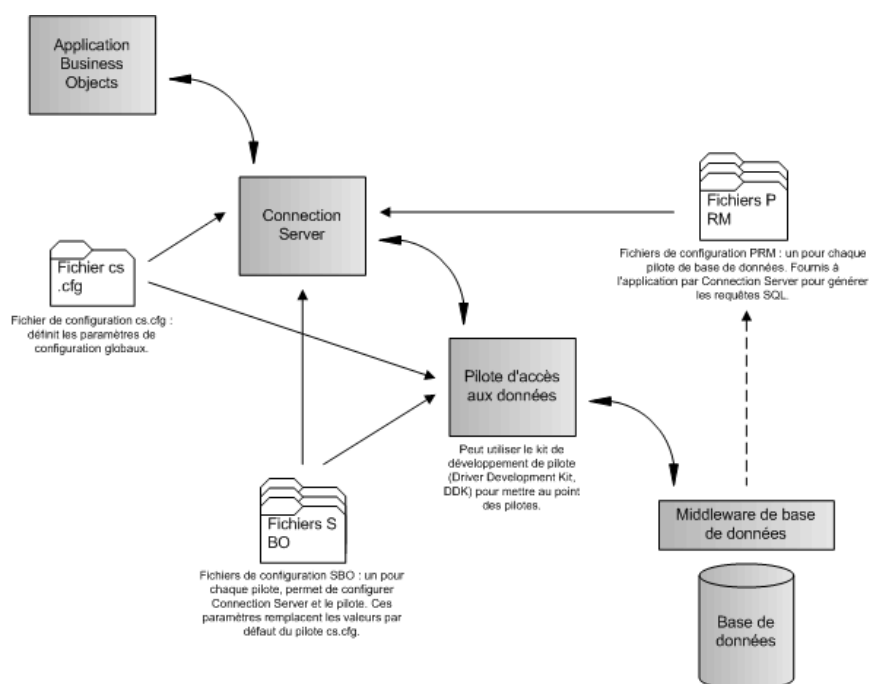 Application
Business
Objects
Connection
Server
Fichiers P
RM
Fichiers de configuration PRM : un pour chaque
pilote de base de données. Fournis à
l'application par Connection Server pour générer
les requêtes SQL.
Fichier cs
.cfg
Fichier de configuration cs.cfg :
définit les paramètres de
configuration globaux.
Pilote d'accès
aux données
Peut utiliser le kit de
développement de pilote
(Driver Development Kit,
DDK) pour mettre au point
des pilotes.
Fichiers S
BO
Fichiers de configuration SBO : un pour
chaque pilote, permet de configurer
Connection Server et le pilote. Ces
paramètres remplacent les valeurs par
défaut du pilote cs.cfg.
Middleware de base
de données
Base de
données